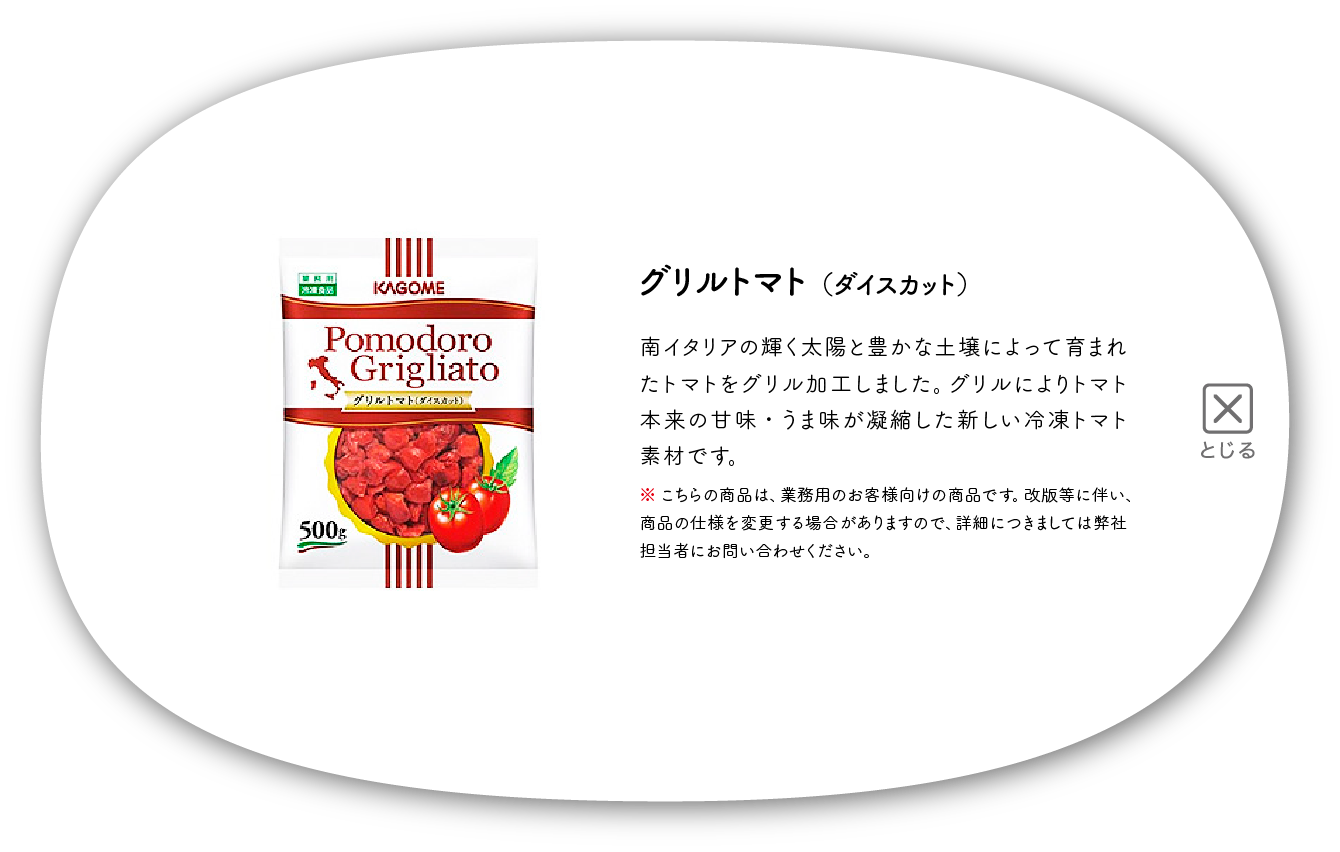 業務用
冷凍食品
KAGOME
Pomodoro
Grigliato
グリルトマト(ダイスカット)
500g
グリルトマト（ダイスカット）
南イタリアの輝く太陽と豊かな土壌によって育まれ
たトマトをグリル加工しました。グリルによりトマト
本来の甘味・うま味が凝縮した新しい冷凍トマト
素材です。
※ こちらの商品は、業務用のお客様向けの商品です。改版等に伴い、
商品の仕様を変更する場合がありますので、詳細につきましては弊社
担当者にお問い合わせください。
とじる